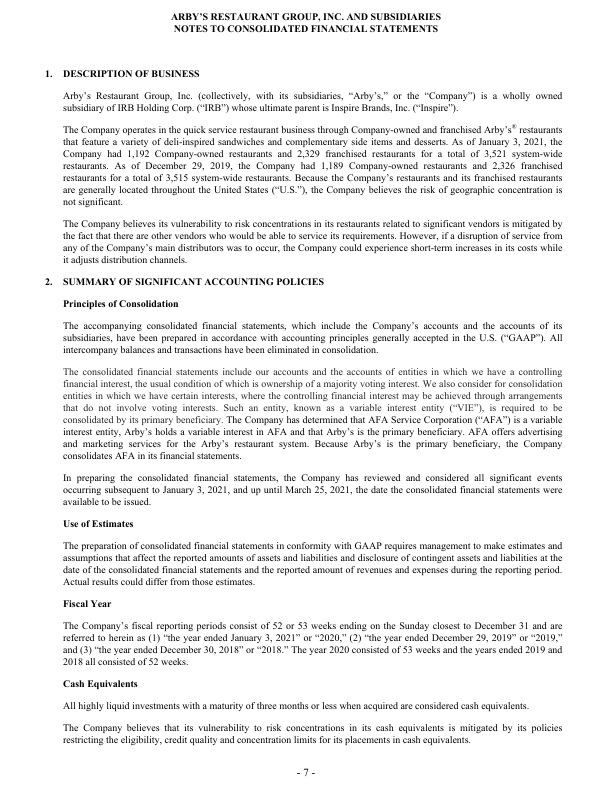 ARBY'S RESTAURANT GROUP, INC. AND SUBSIDIARIES
NOTES TO CONSOLIDATED FINANCIAL STATEMENTS
1. DESCRIPTION OF BUSINESS
Arby's Restaurant Group, Inc. (collectively, with its subsidiaries, "Arby's," or the "Company") is a wholly owned
subsidiary of IRB Holding Corp. ("IRB") whose ultimate parent is Inspire Brands, Inc. ("Inspire").
The Company operates in the quick service restaurant business through Company-owned and franchised Arby's® restaurants
that feature a variety of deli-inspired sandwiches and complementary side items and desserts. As of January 3, 2021, the
Company had 1,192 Company-owned restaurants and 2,329 franchised restaurants for a total of 3,521 system-wide
restaurants. As of December 29, 2019, the Company had 1,189 Company-owned restaurants and 2,326 franchised
restaurants for a total of 3,515 system-wide restaurants. Because the Company's restaurants and its franchised restaurants
are generally located throughout the United States ("U.S."), the Company believes the risk of geographic concentration is
not significant.
The Company believes its vulnerability to risk concentrations in its restaurants related to significant vendors is mitigated by
the fact that there are other vendors who would be able to service its requirements. However, if a disruption of service from
any of the Company's main distributors was to occur, the Company could experience short-term increases in its costs while
it adjusts distribution channels.
2. SUMMARY OF SIGNIFICANT ACCOUNTING POLICIES
Principles of Consolidation
The accompanying consolidated financial statements, which include the Company's accounts and the accounts of its
subsidiaries, have been prepared in accordance with accounting principles generally accepted in the U.S. ("GAAP"). All
intercompany balances and transactions have been eliminated in consolidation.
The consolidated financial statements include our accounts and the accounts of entities in which we have a controlling
financial interest, the usual condition of which is ownership of a majority voting interest. We also consider for consolidation
entities in which we have certain interests, where the controlling financial interest may be achieved through arrangements
that do not involve voting interests. Such an entity, known as a variable interest entity ("VIE"), is required to be
consolidated by its primary beneficiary. The Company has determined that AFA Service Corporation ("AFA") is a variable
interest entity, Arby's holds a variable interest in AFA and that Arby's is the primary beneficiary. AFA offers advertising
and marketing services for the Arby's restaurant system. Because Arby's is the primary beneficiary, the Company
consolidates AFA in its financial statements.
In preparing the consolidated financial statements, the Company has reviewed and considered all significant events
occurring subsequent to January 3, 2021, and up until March 25, 2021, the date the consolidated financial statements were
available to be issued.
Use of Estimates
The preparation of consolidated financial statements in conformity with GAAP requires management to make estimates and
assumptions that affect the reported amounts of assets and liabilities and disclosure of contingent assets and liabilities at the
date of the consolidated financial statements and the reported amount of revenues and expenses during the reporting period.
Actual results could differ from those estimates.
Fiscal Year
The Company's fiscal reporting periods consist of 52 or 53 weeks ending on the Sunday closest to December 31 and are
referred to herein as (1) "the year ended January 3, 2021" or "2020," (2) "the year ended December 29, 2019" or "2019,"
and (3) "the year ended December 30, 2018" or "2018." The year 2020 consisted of 53 weeks and the years ended 2019 and
2018 all consisted of 52 weeks.
Cash Equivalents
All highly liquid investments with a maturity of three months or less when acquired are considered cash equivalents.
The Company believes that its vulnerability to risk concentrations in its cash equivalents is mitigated by its policies
restricting the eligibility, credit quality and concentration limits for its placements in cash equivalents.
- 7 -